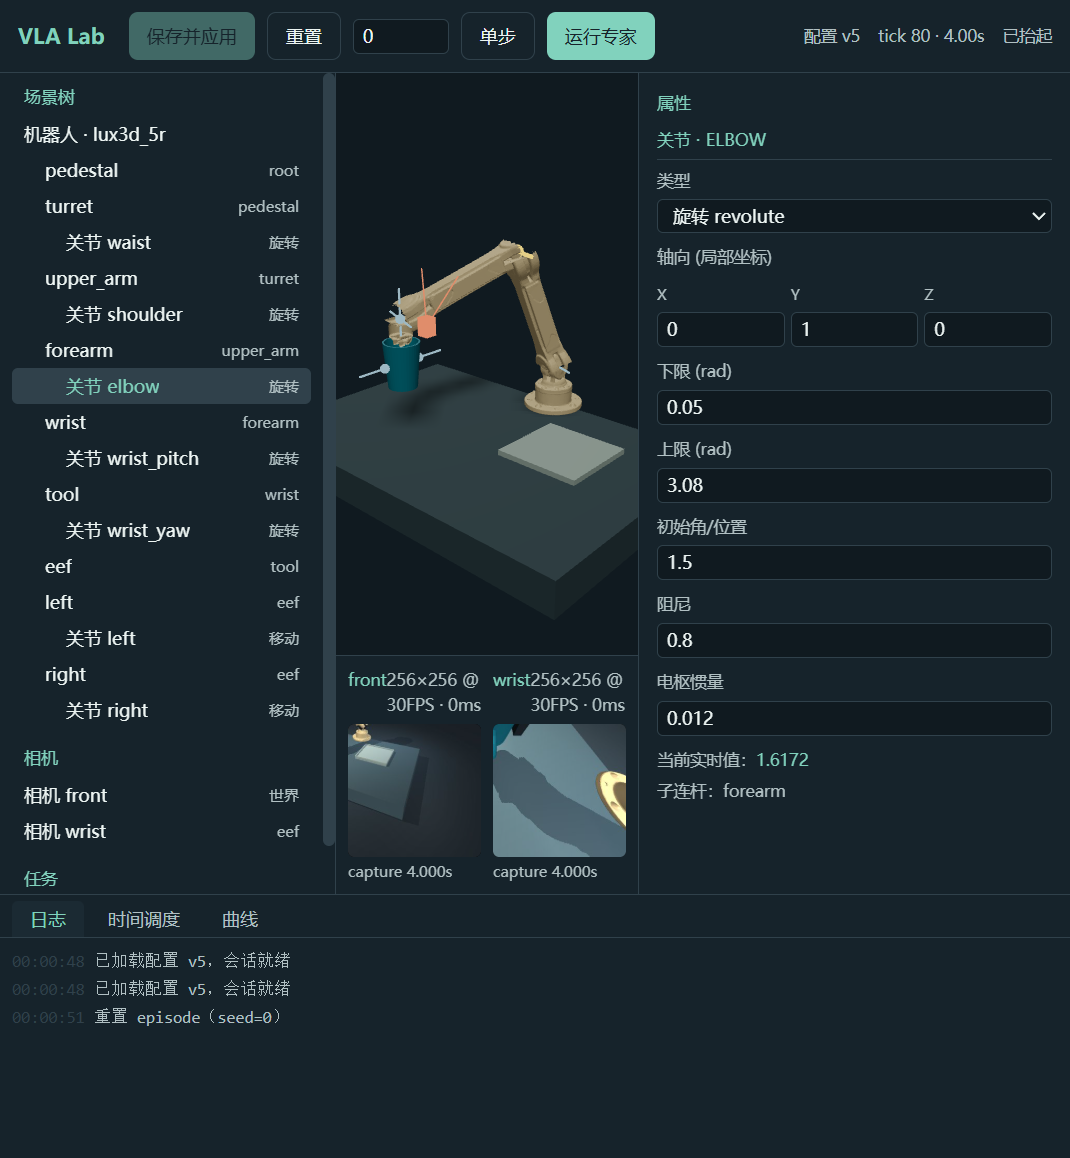 VLA Lab 保存并应用 重置 0 单步 运行专家 配置 v5 tick 80 · 4.00s 已抬起
场景树
机器人 · lux3d_5r
pedestal root
turret pedestal
关节 waist 旋转
upper_arm turret
关节 shoulder 旋转
forearm upper_arm
关节 elbow 旋转
wrist forearm
关节 wrist_pitch 旋转
tool wrist
关节 wrist_yaw 旋转
eef tool
left eef
关节 left 移动
right eef
关节 right 移动
相机
相机 front 世界
相机 wrist eef
任务
front 256×256 @ 30FPS · 0ms
capture 4.000s
wrist 256×256 @ 30FPS · 0ms
capture 4.000s
属性
关节 · ELBOW
类型
旋转 revolute
轴向 (局部坐标)
X Y Z
0 1 0
下限 (rad)
0.05
上限 (rad)
3.08
初始角/位置
1.5
阻尼
0.8
电枢惯量
0.012
当前实时值：1.6172
子连杆：forearm
日志 时间调度 曲线
00:00:48 已加载配置 v5，会话就绪
00:00:48 已加载配置 v5，会话就绪
00:00:51 重置 episode（seed=0）